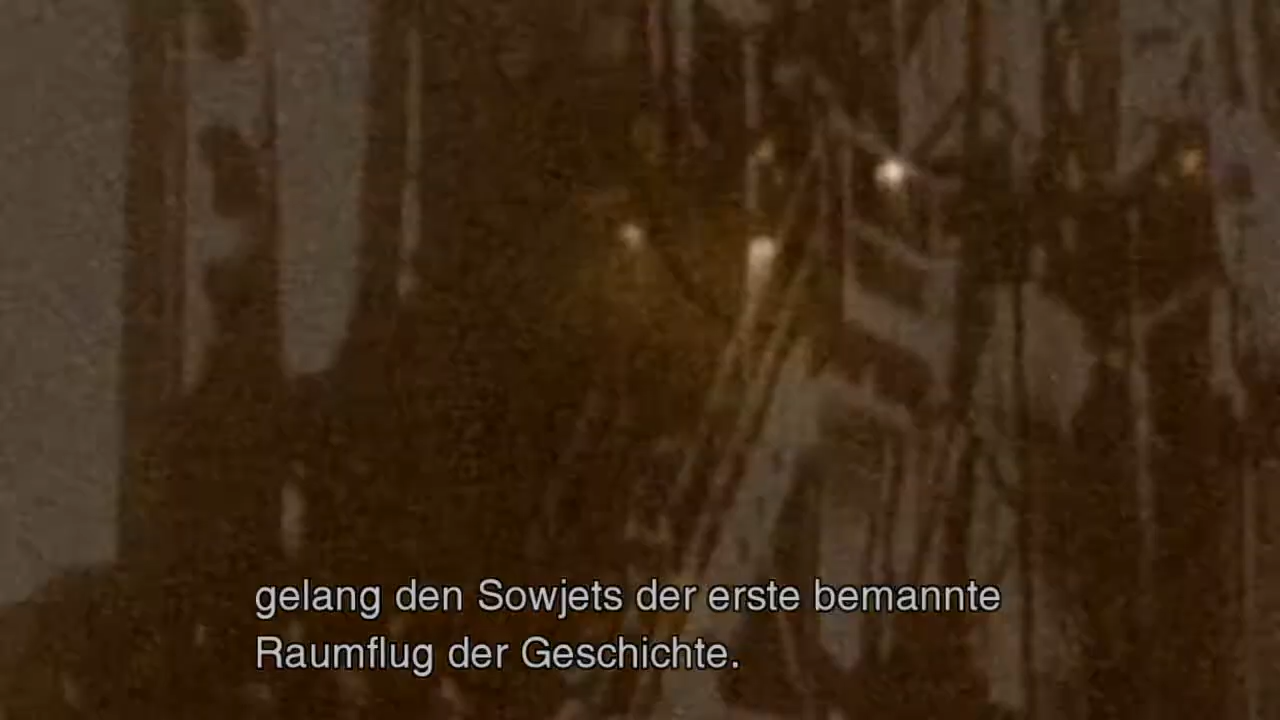 gelang den Sowjets der erste bemannte
Raumflug der Geschichte.